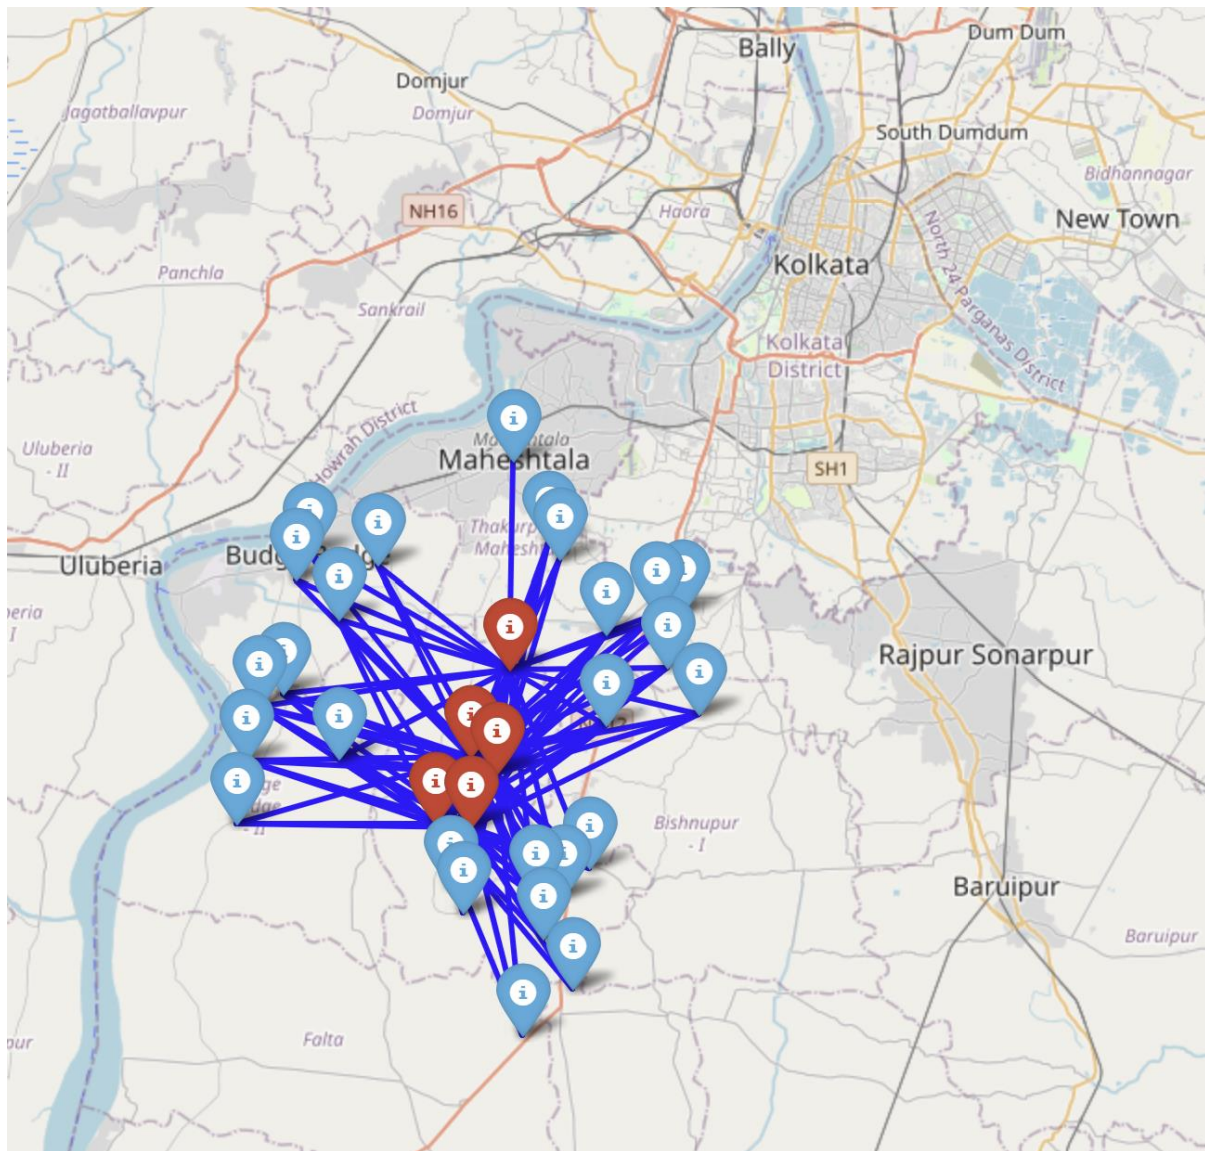 Bally
Dum Dum
Domjur
Jagatballavpur
Domjur
South Dumdum
Bidhannagar
NH16
Haora
New Town
North 24 Parganas District
Kolkata
Panchla
Sankrail
Kolkata
District
Howrah District
Uluberia
- II
Maheshtala
SH1
Uluberia
Rajpur Sonarpur
Bishnupur
- I
Baruipur
Baruipur
Falta